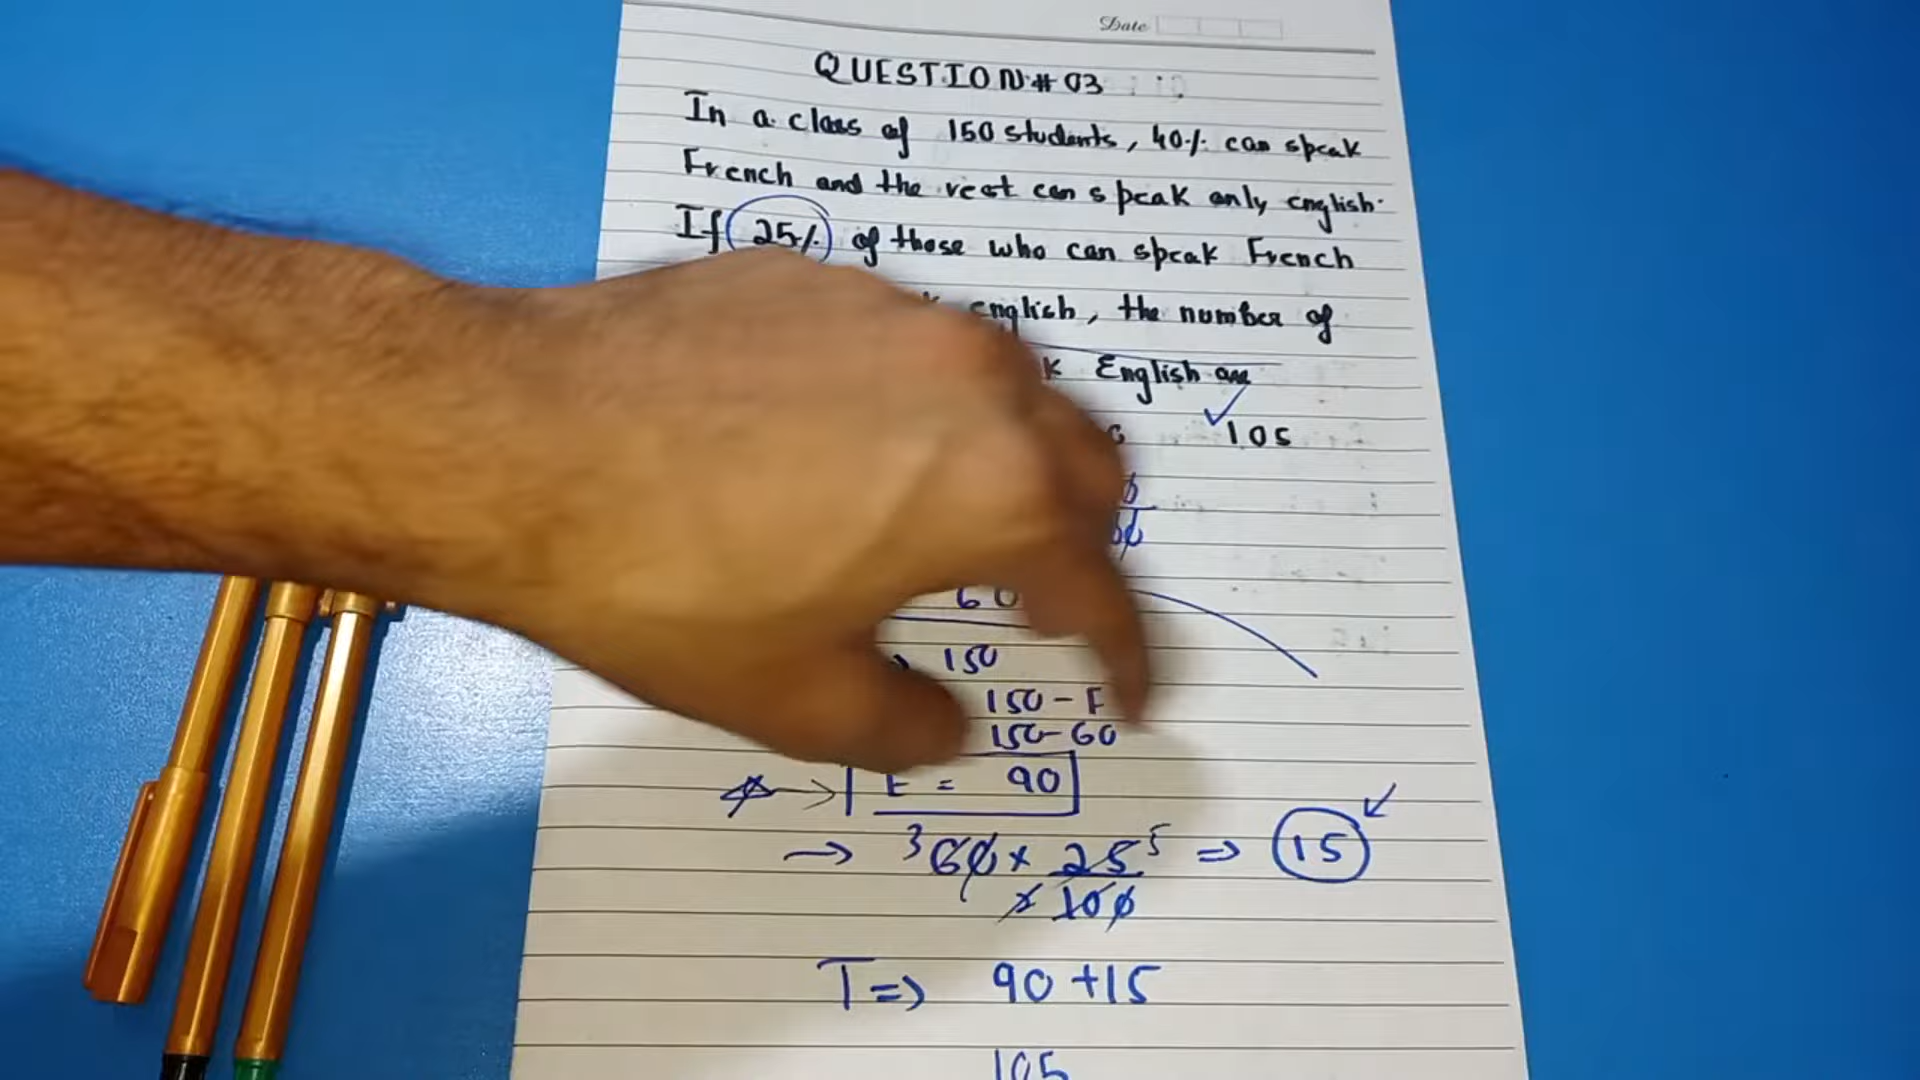 Date
QUESTION # 03
In a class of 150 students, 40% can speak
French and the rest can speak only english.
If 25% of those who can speak French
english, the number of
K English are
105
60
150
150 - F
150 - 60
E = 90
3 60 x 25 5 ⇒ 15
100
T ⇒ 90 + 15
105